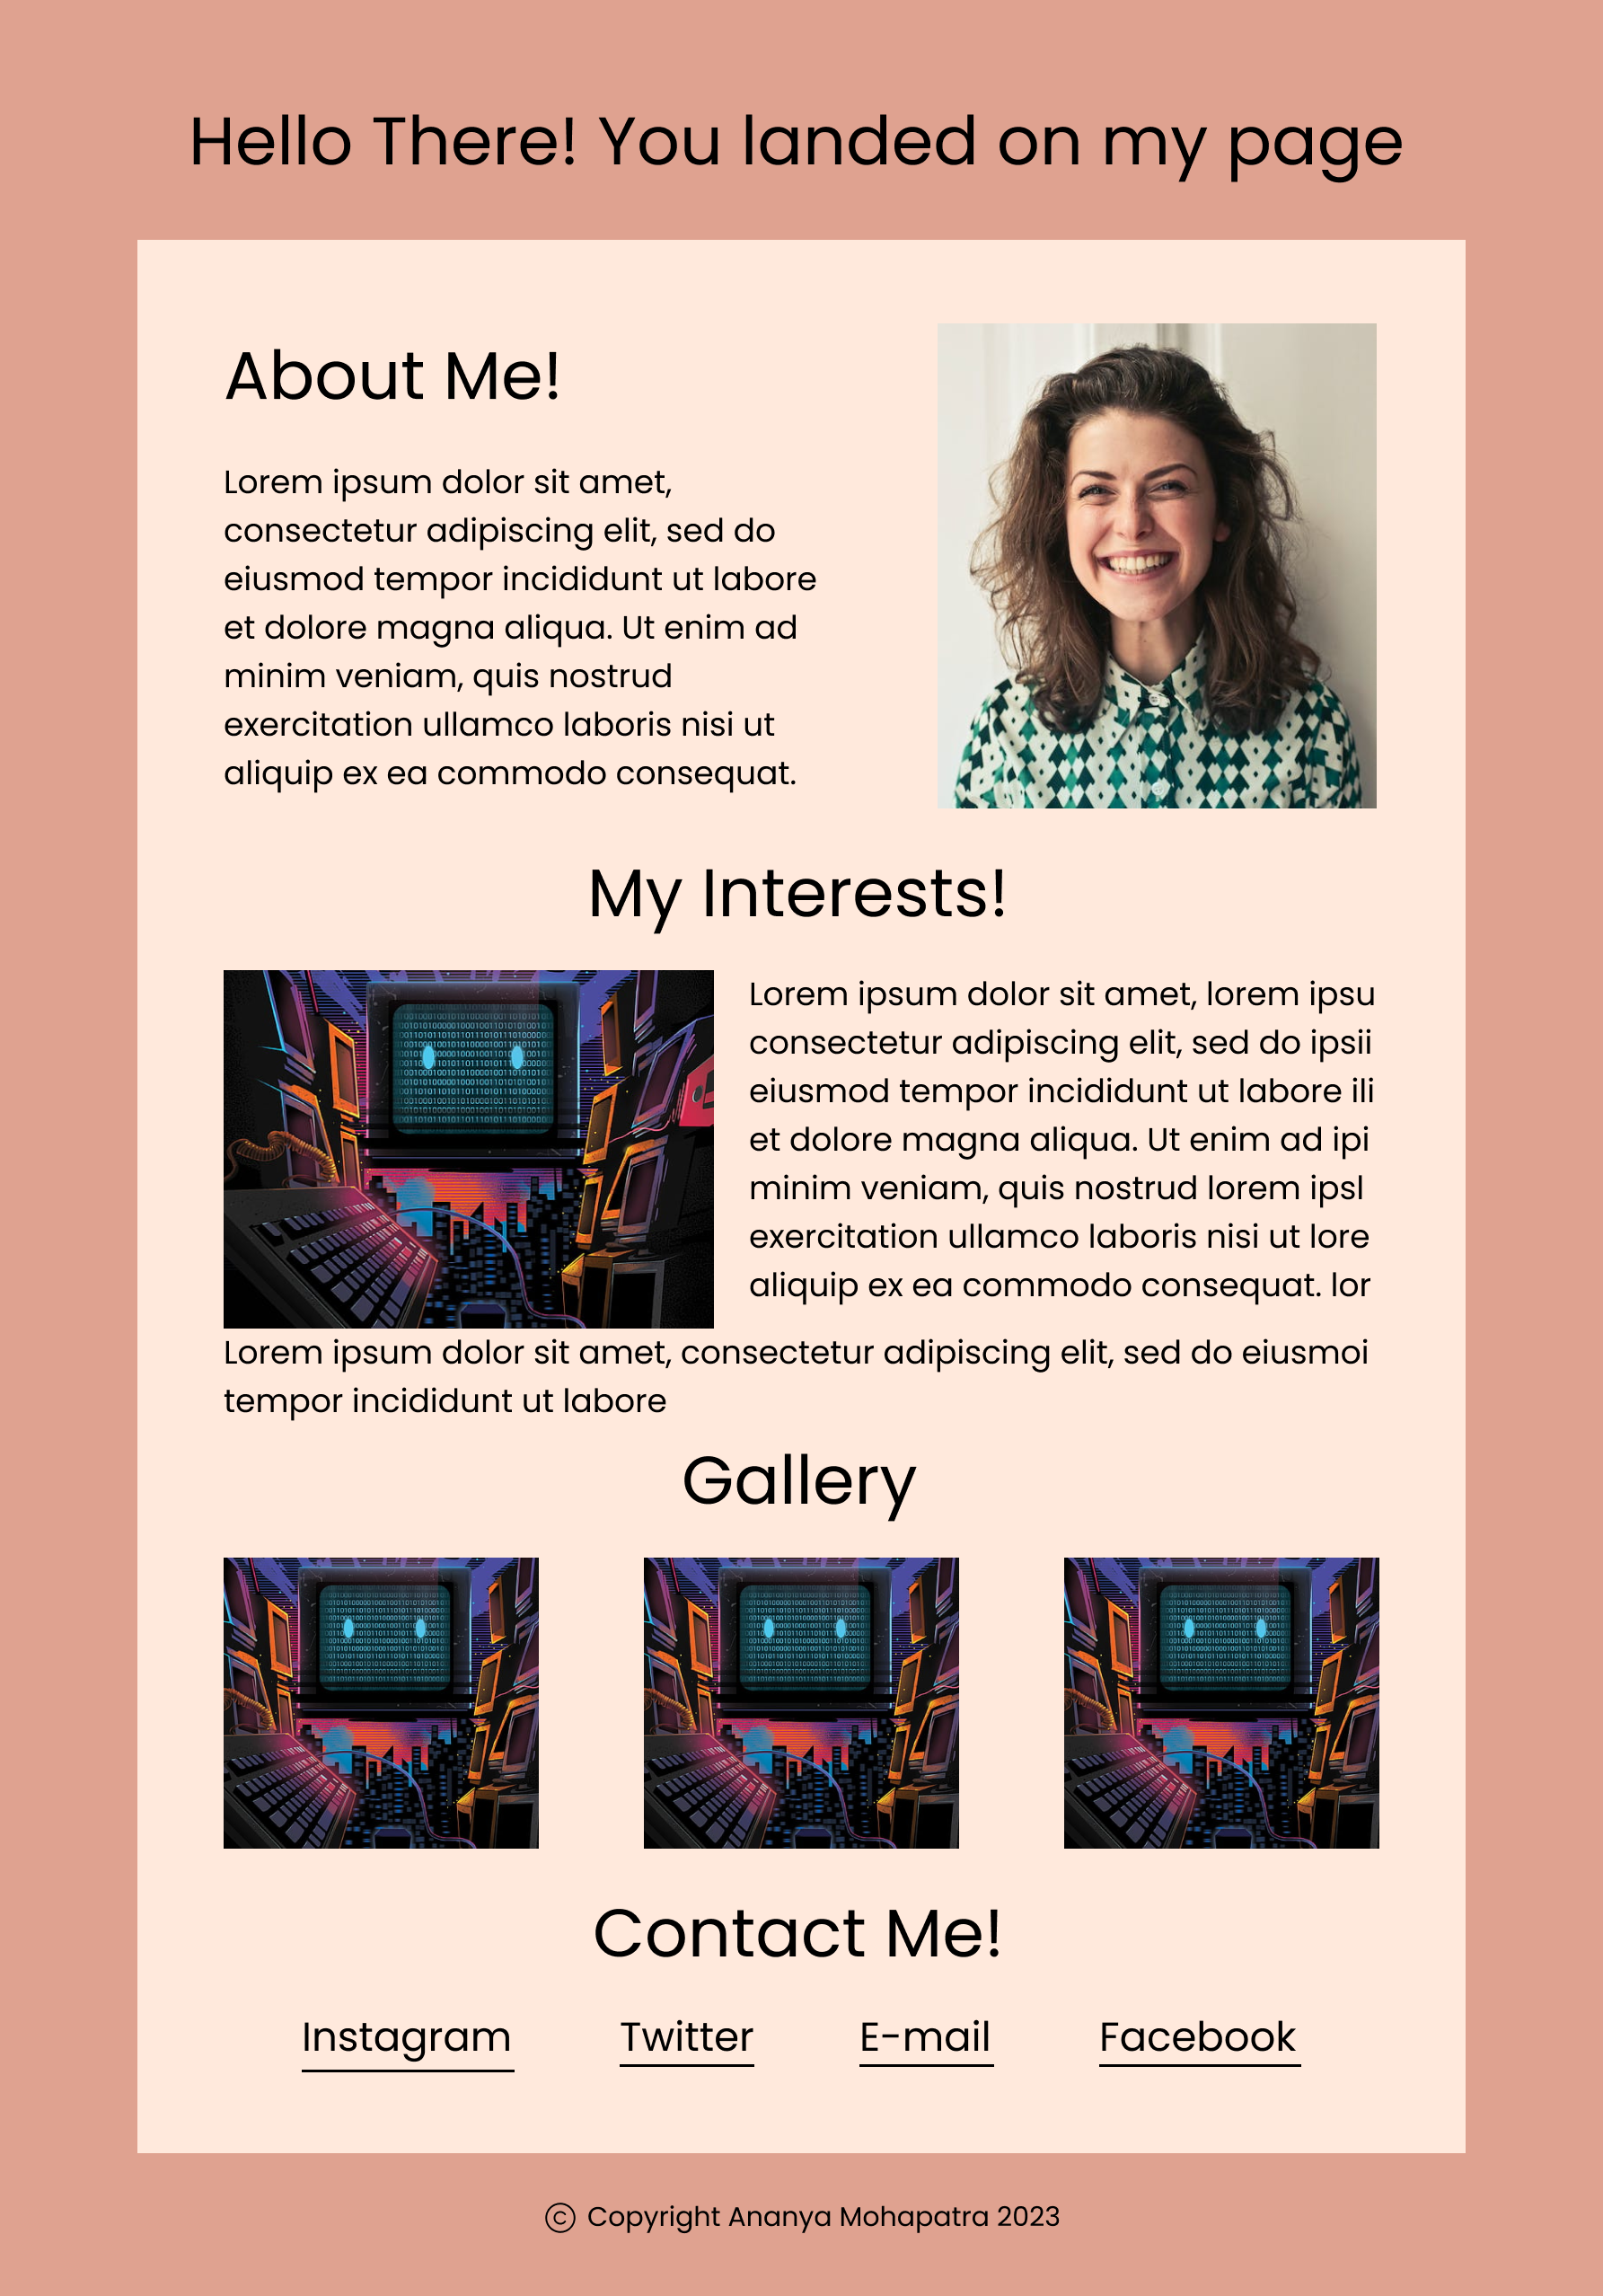 Hello There! You landed on my page
About Me!
Lorem ipsum dolor sit amet,
consectetur adipiscing elit, sed do
eiusmod tempor incididunt ut labore
et dolore magna aliqua. Ut enim ad
minim veniam, quis nostrud
exercitation ullamco laboris nisi ut
aliquip ex ea commodo consequat.
My Interests!
Lorem ipsum dolor sit amet, lorem ipsu
consectetur adipiscing elit, sed do ipsii
eiusmod tempor incididunt ut labore ili
et dolore magna aliqua. Ut enim ad ipi
minim veniam, quis nostrud lorem ipsl
exercitation ullamco laboris nisi ut lore
aliquip ex ea commodo consequat. lor
Lorem ipsum dolor sit amet, consectetur adipiscing elit, sed do eiusmoi
tempor incididunt ut labore
Gallery
Contact Me!
Instagram Twitter E-mail Facebook
© Copyright Ananya Mohapatra 2023